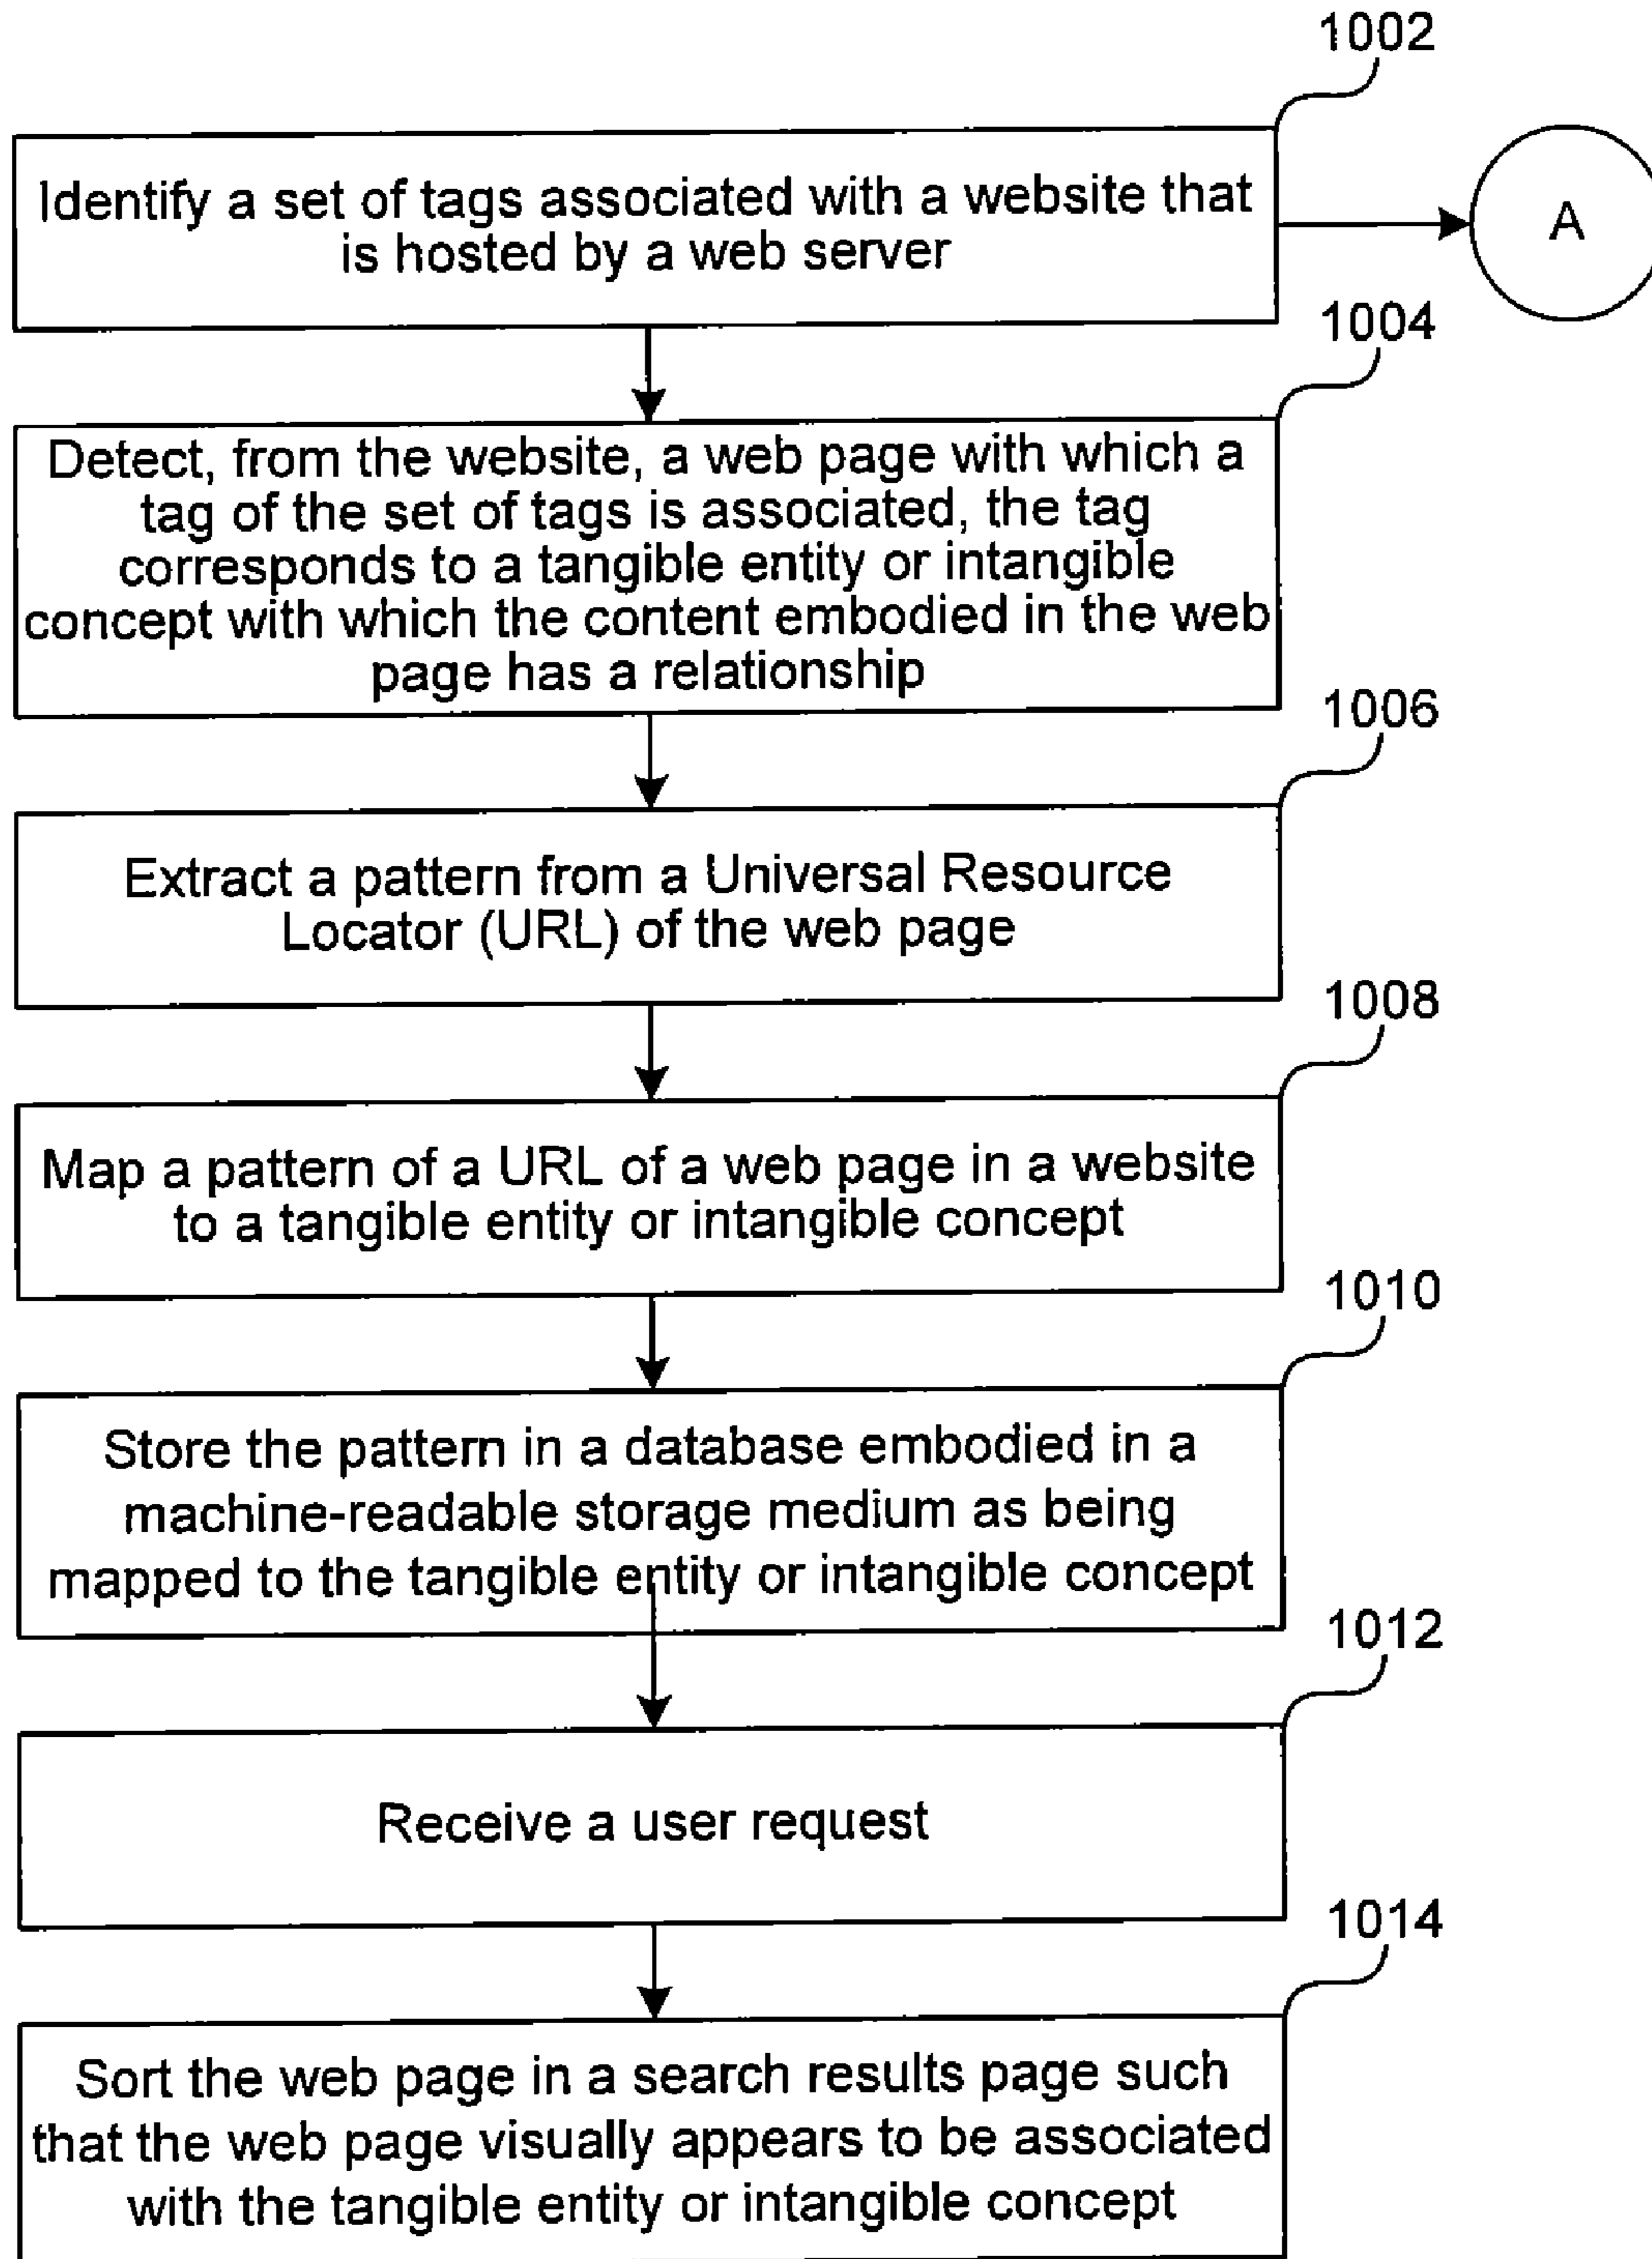 1002
Identify a set of tags associated with a website that
is hosted by a web server
A
1004
Detect, from the website, a web page with which a
tag of the set of tags is associated, the tag
corresponds to a tangible entity or intangible
concept with which the content embodied in the web
page has a relationship
1006
Extract a pattern from a Universal Resource
Locator (URL) of the web page
1008
Map a pattern of a URL of a web page in a website
to a tangible entity or intangible concept
1010
Store the pattern in a database embodied in a
machine-readable storage medium as being
mapped to the tangible entity or intangible concept
1012
Receive a user request
1014
Sort the web page in a search results page such
that the web page visually appears to be associated
with the tangible entity or intangible concept